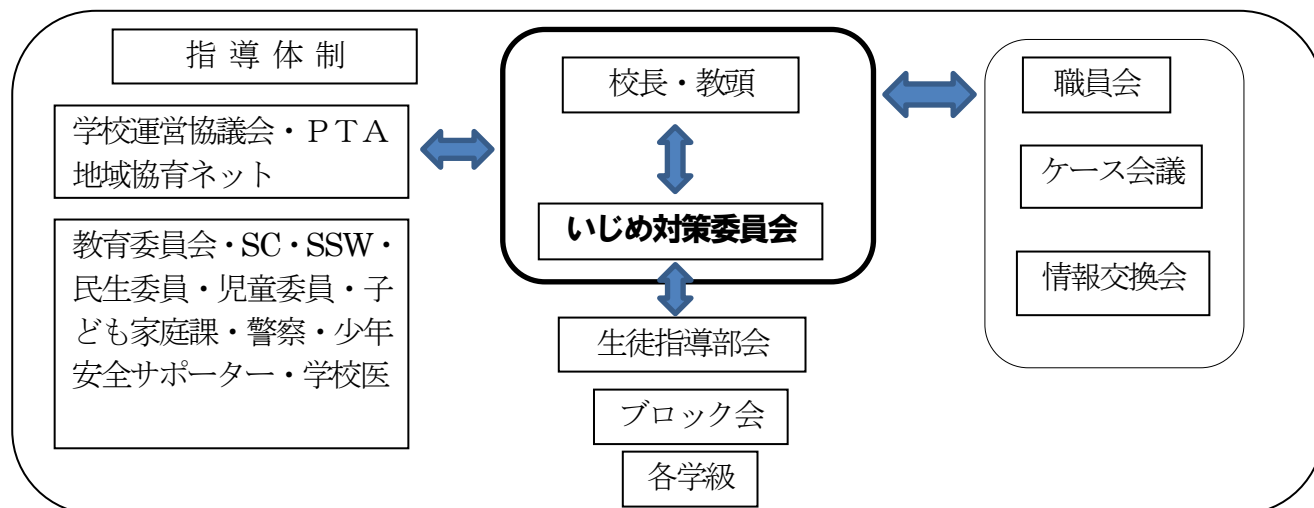 指 導 体 制
学校運営協議会・ＰＴＡ
地域協育ネット
教育委員会・SC・SSW・
民生委員・児童委員・子
ども家庭課・警察・少年
安全サポーター・学校医
校長・教頭
いじめ対策委員会
生徒指導部会
ブロック会
各学級
職員会
ケース会議
情報交換会